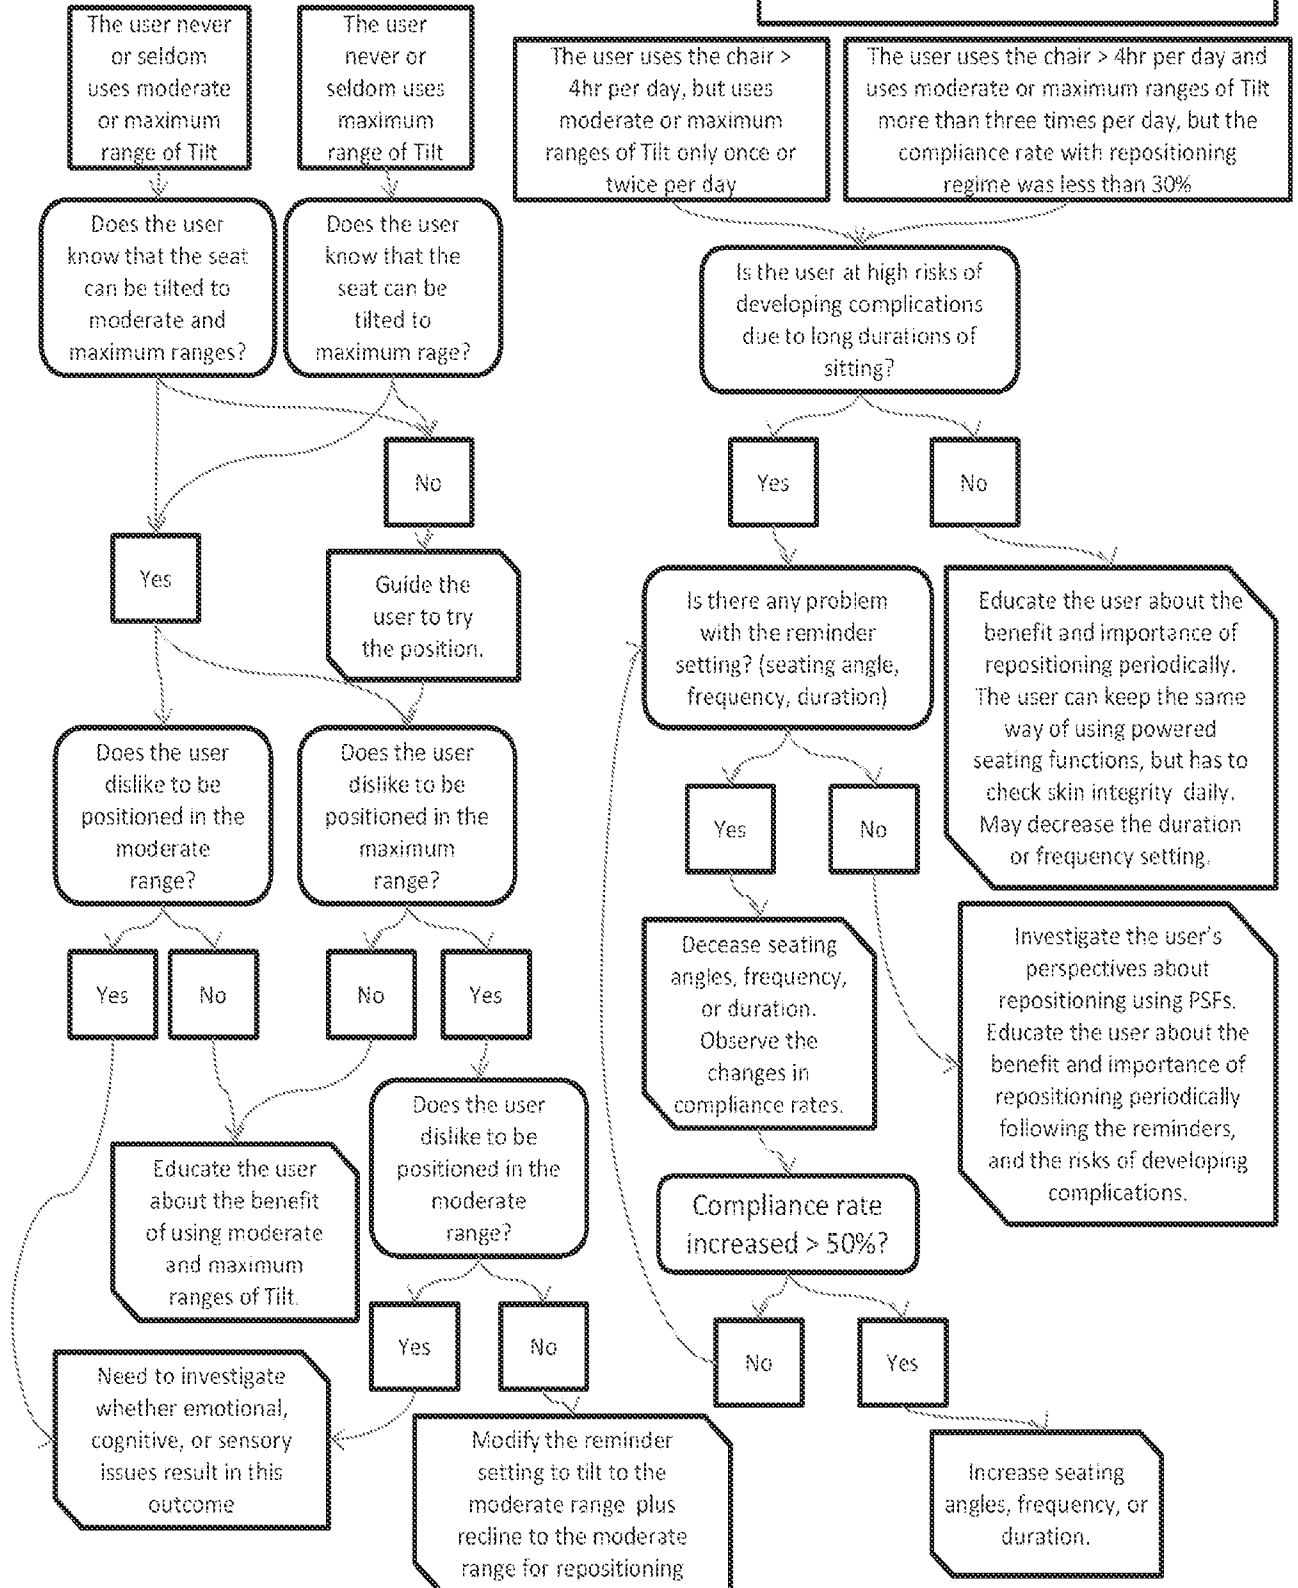 The user never
or seldom
uses moderate
or maximum
range of Tilt
The user
never or
seldom uses
maximum
range of Tilt
The user uses the chair >
4hr per day, but uses
moderate or maximum
ranges of Tilt only once or
twice per day
The user uses the chair > 4hr per day and
uses moderate or maximum ranges of Tilt
more than three times per day, but the
compliance rate with repositioning
regime was less than 30%
Does the user
know that the seat
can be tilted to
moderate and
maximum ranges?
Does the user
know that the
seat can be
tilted to
maximum rage?
Is the user at high risks of
developing complications
due to long durations of
sitting?
No
Yes
No
Yes
Guide the
user to try
the position.
Is there any problem
with the reminder
setting? (seating angle,
frequency, duration)
Educate the user about the
benefit and importance of
repositioning periodically.
The user can keep the same
way of using powered
seating functions, but has to
check skin integrity daily.
May decrease the duration
or frequency setting.
Does the user
dislike to be
positioned in the
moderate
range?
Does the user
dislike to be
positioned in the
maximum
range?
Yes
No
Yes
No
No
Yes
Decease seating
angles, frequency,
or duration.
Observe the
changes in
compliance rates.
Investigate the user's
perspectives about
repositioning using PSFs.
Educate the user about the
benefit and importance of
repositioning periodically
following the reminders,
and the risks of developing
complications.
Does the user
dislike to be
positioned in the
moderate
range?
Educate the user
about the benefit
of using moderate
and maximum
ranges of Tilt.
Compliance rate
increased > 50%?
Yes
No
No
Yes
Need to investigate
whether emotional,
cognitive, or sensory
issues result in this
outcome
Modify the reminder
setting to tilt to the
moderate range plus
recline to the moderate
range for repositioning
Increase seating
angles, frequency, or
duration.